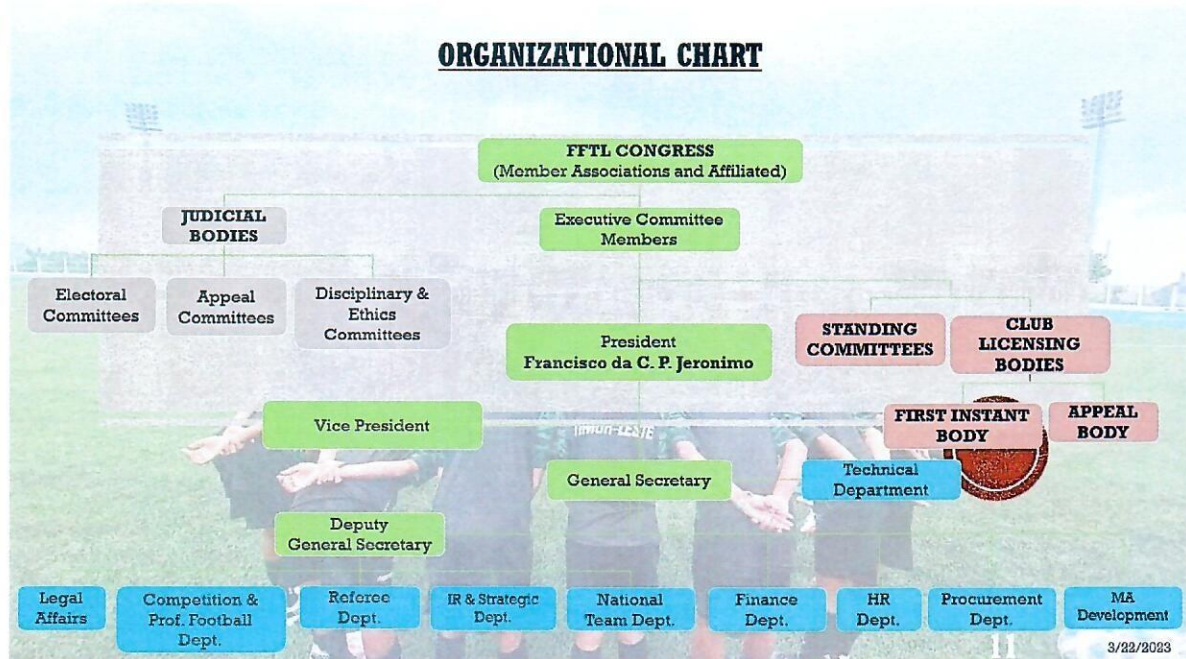 ORGANIZATIONAL CHART
FFTL CONGRESS
(Member Associations and Affiliated)
JUDICIAL
BODIES
Executive Committee
Members
Electoral
Committees
Appeal
Committees
Disciplinary &
Ethics
Committees
President
Francisco da C. P. Jeronimo
STANDING
COMMITTEES
CLUB
LICENSING
BODIES
Vice President
FIRST INSTANT
BODY
APPEAL
BODY
TIMOR-LESTE
General Secretary
Technical
Department
Deputy
General Secretary
Legal
Affairs
Competition &
Prof. Football
Dept.
Referee
Dept.
IR & Strategic
Dept.
National
Team Dept.
Finance
Dept.
HR
Dept.
Procurement
Dept.
MA
Development
11
3/22/2023